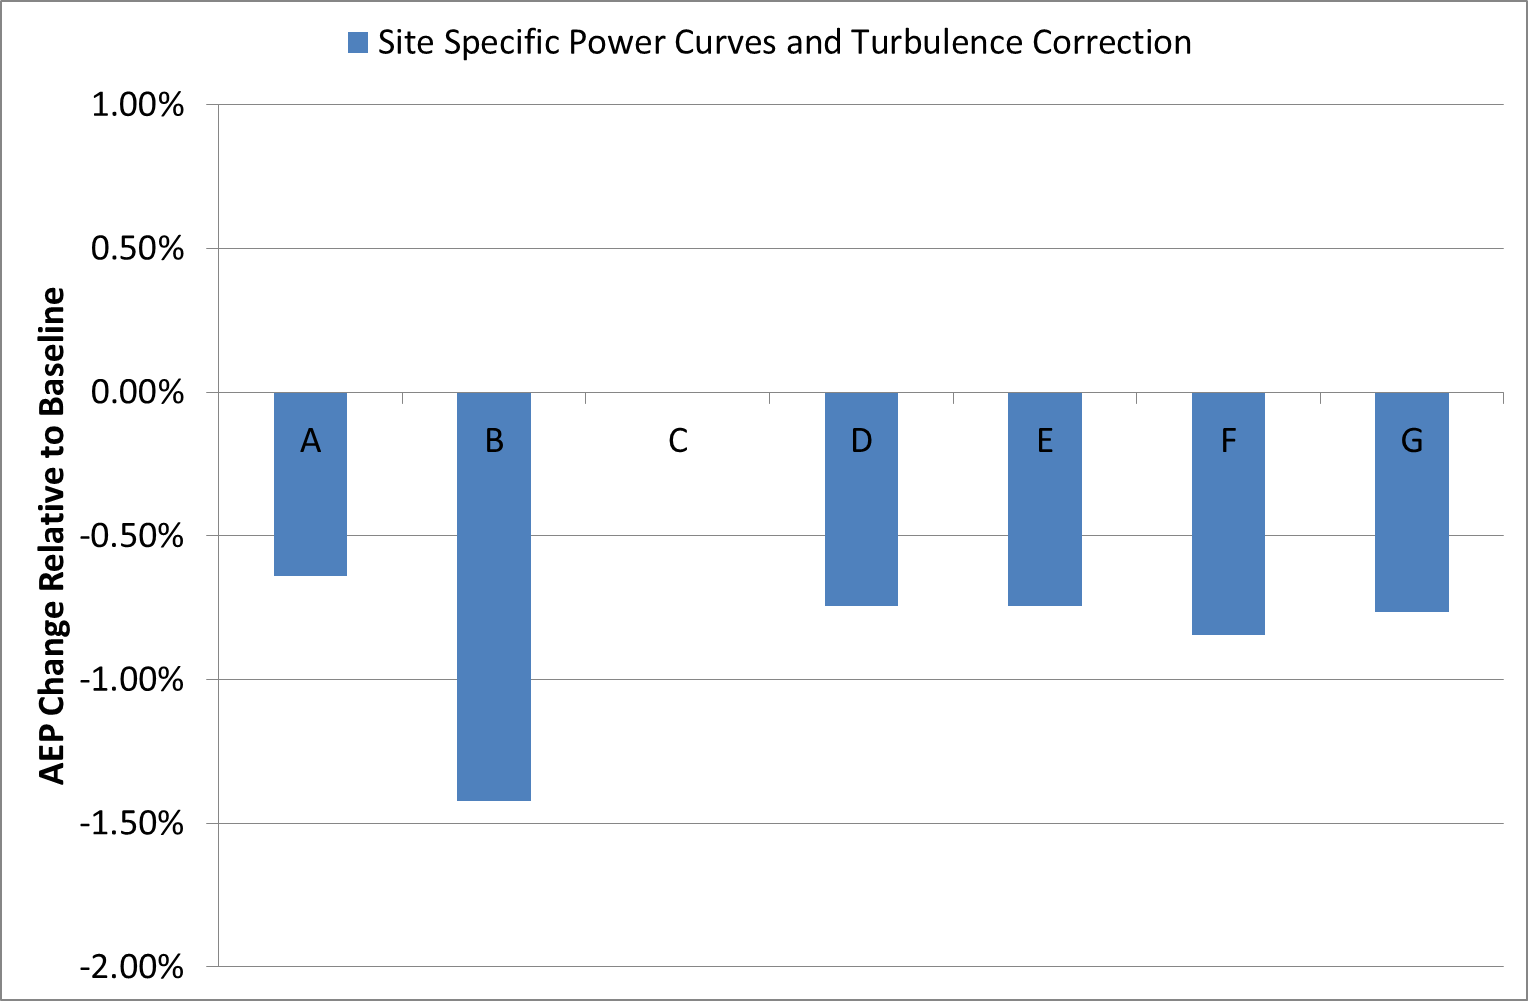 Site Specific Power Curves and Turbulence Correction
AEP Change Relative to Baseline
1.00%
0.50%
0.00%
-0.50%
-1.00%
-1.50%
-2.00%
A B C D E F G